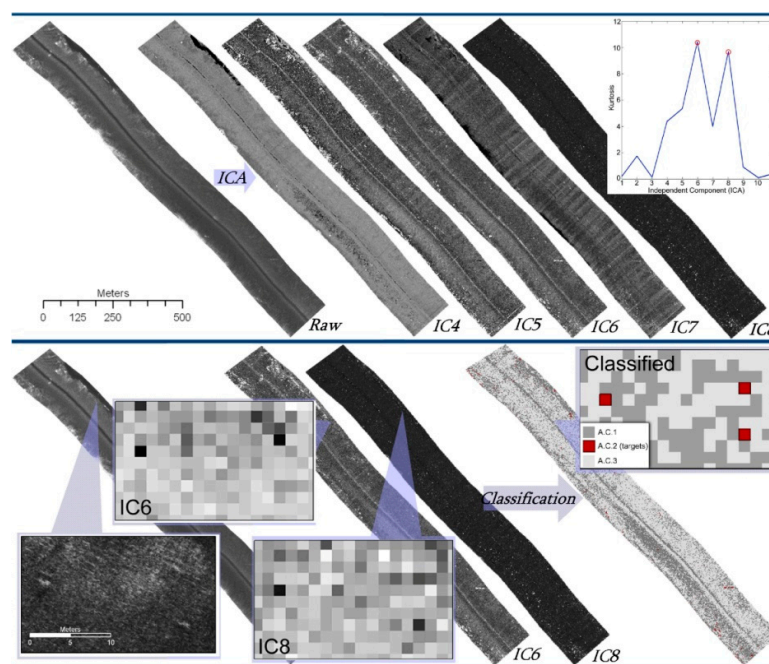 12
10
8
6
4
2
0
Kurtosis
1 2 3 4 5 6 7 8 9 10
Independent Component (ICA)
ICA
Meters
0 125 250 500
Raw
IC4
IC5
IC6
IC7
Classified
A.C.1
A.C.2 (targets)
A.C.3
IC6
Classification
Meters
0 5 10
IC8
IC6
IC8